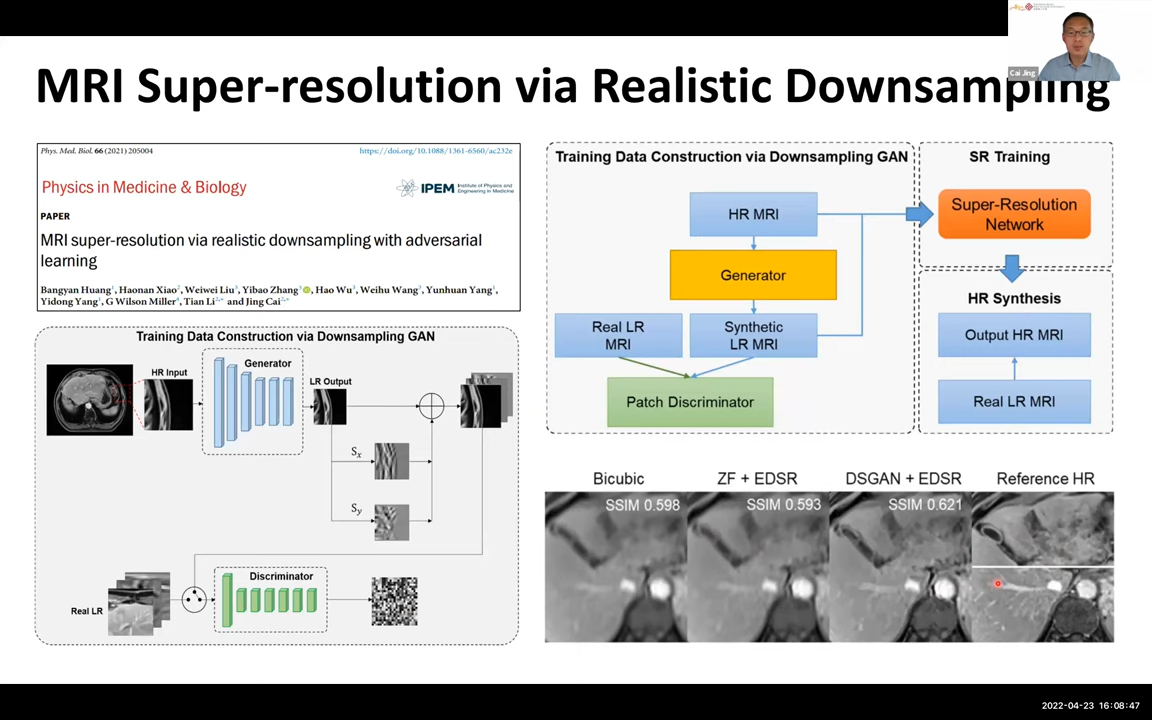 MRI Super-resolution via Realistic Downsampling
Cai Jing
Phys. Med. Biol. 66 (2021) 205004
https://doi.org/10.1088/1361-6560/ac232e
Physics in Medicine & Biology
IPEM Institute of Physics and
Engineering in Medicine
PAPER
MRI super-resolution via realistic downsampling with adversarial
learning
Bangyan Huang, Haonan Xiao, Weiwei Liu, Yibao Zhang, Hao Wu, Weihu Wang, Yunhuan Yang,
Yidong Yang, G Wilson Miller, Tian Li and Jing Cai
Training Data Construction via Downsampling GAN
HR Input
Generator
LR Output
Sx
Sy
Real LR
Discriminator
Training Data Construction via Downsampling GAN
HR MRI
Generator
Real LR
MRI
Synthetic
LR MRI
Patch Discriminator
SR Training
Super-Resolution
Network
HR Synthesis
Output HR MRI
Real LR MRI
Bicubic
ZF + EDSR
DSGAN + EDSR
Reference HR
SSIM 0.598
SSIM 0.593
SSIM 0.621
2022-04-23 16:08:47